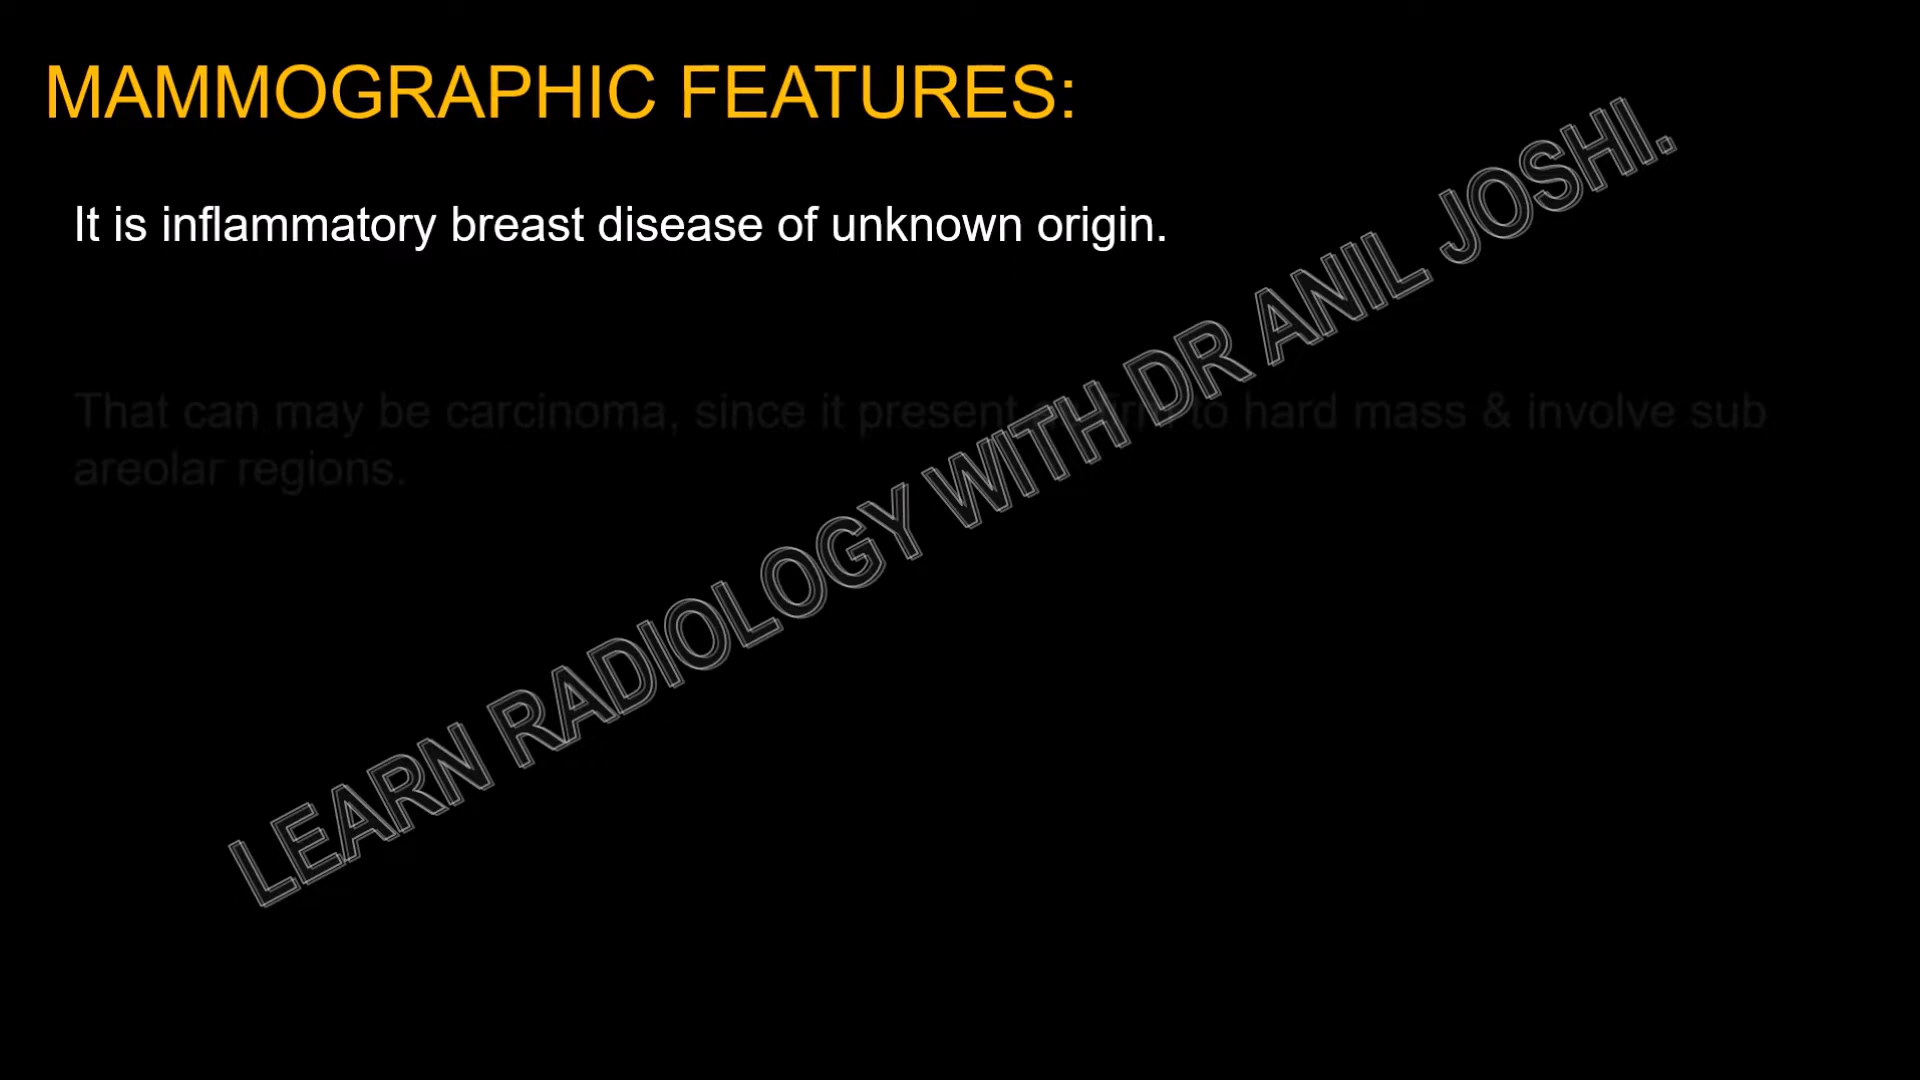 MAMMOGRAPHIC FEATURES:
It is inflammatory breast disease of unknown origin.
That can may be carcinoma, since it present to hard mass & involve sub
areolar regions.
LEARN RADIOLOGY WITH DR ANIL JOSHI.